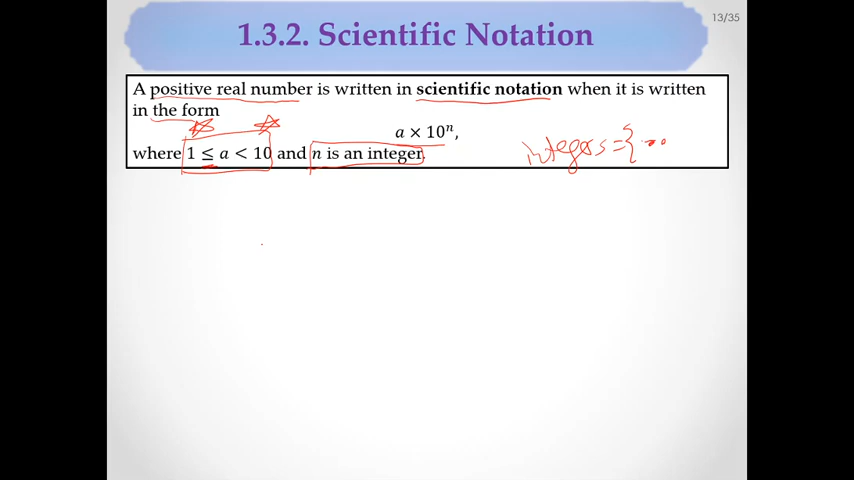 13/35
1.3.2. Scientific Notation
A positive real number is written in scientific notation when it is written
in the form
a × 10ⁿ,
where 1 ≤ a < 10 and n is an integer.
integers = { ...